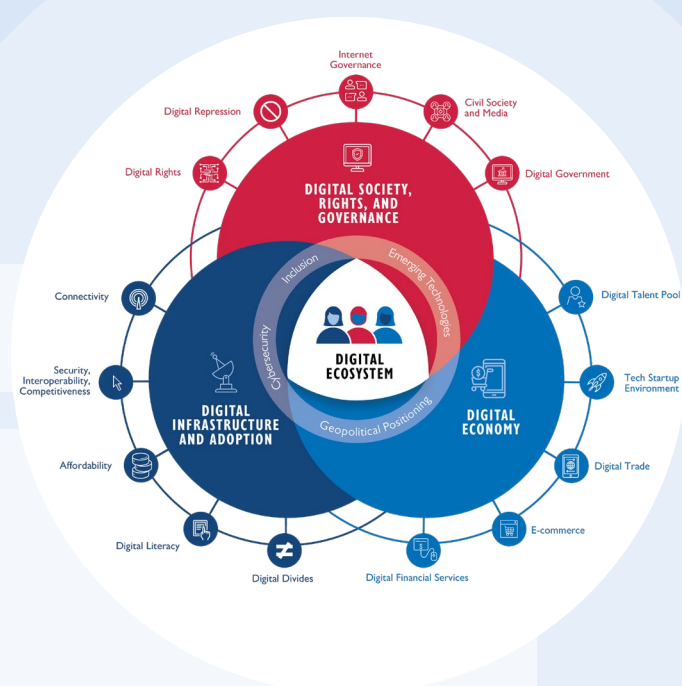 Internet
Governance
Digital Repression
Civil Society
and Media
Digital Rights
Digital Government
DIGITAL SOCIETY,
RIGHTS, AND
GOVERNANCE
Inclusion
Emerging Technologies
Cybersecurity
Geopolitical Positioning
DIGITAL
ECOSYSTEM
Connectivity
Security,
Interoperability,
Competitiveness
Affordability
Digital Literacy
Digital Divides
DIGITAL
INFRASTRUCTURE
AND ADOPTION
DIGITAL
ECONOMY
Digital Talent Pool
Tech Startup
Environment
Digital Trade
E-commerce
Digital Financial Services